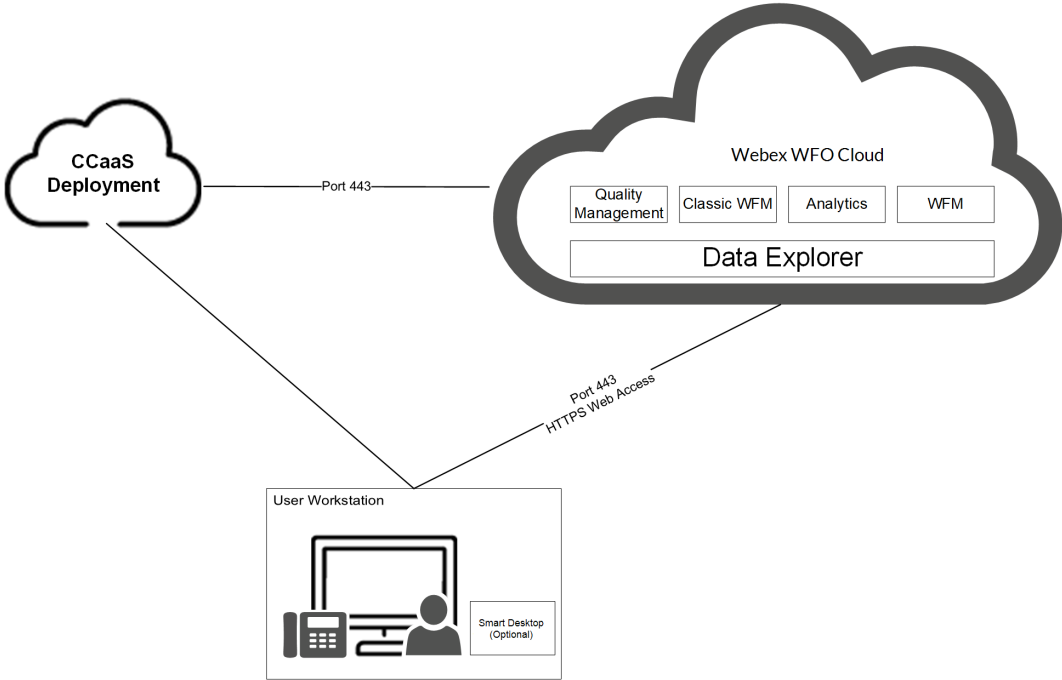 Webex WFO Cloud
CCaaS
Deployment
Port 443
Quality
Management
Classic WFM
Analytics
WFM
Data Explorer
Port 443
HTTPS Web Access
User Workstation
Smart Desktop
(Optional)